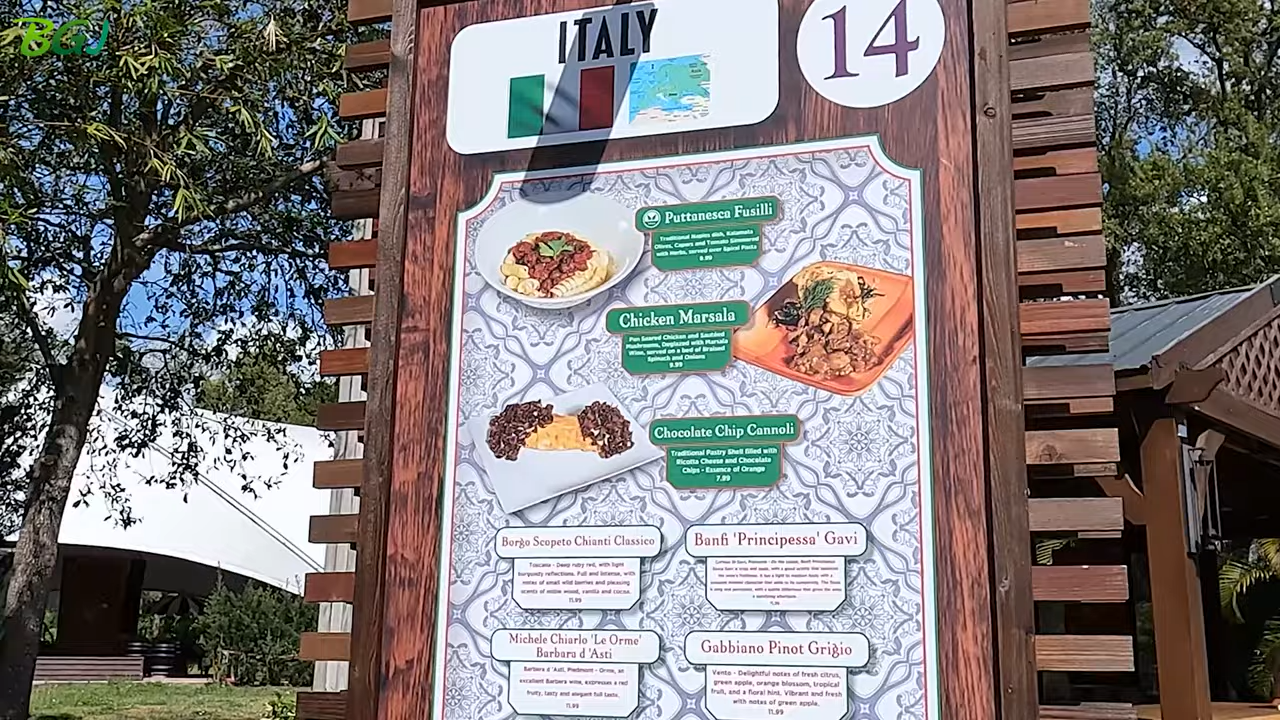 BGJ
ITALY
14
Puttanesca Fusilli
Traditional Naples dish, Kalamata
Olives, Capers and Tomato Simmered
with Herbs, served over Spiral Pasta
8.99
Chicken Marsala
Pan Seared Chicken and Sautéed
Mushrooms, Deglazed with Marsala
Wine, served on a bed of Braised
Spinach and Onions
9.99
Chocolate Chip Cannoli
Traditional Pastry Shell filled with
Ricotta Cheese and Chocolate
Chips - Essence of Orange
7.99
Borgo Scopeto Chianti Classico
Toscana - Deep ruby red, with light
burgundy reflections. Full and intense, with
notes of small wild berries and pleasing
scents of noble wood, vanilla and cocoa.
11.99
Banfi 'Principessa' Gavi
11.99
Michele Chiarlo 'Le Orme'
Barbara d 'Asti
Barbera d 'Asti, Piedmont - Orme, an
excellent Barbera wine, expresses a red
fruity, tasty and elegant full taste.
11.99
Gabbiano Pinot Grigio
Vento - Delightful notes of fresh citrus,
green apple, orange blossom, tropical
fruit, and a floral hint. Vibrant and fresh
with notes of green apple.
11.99